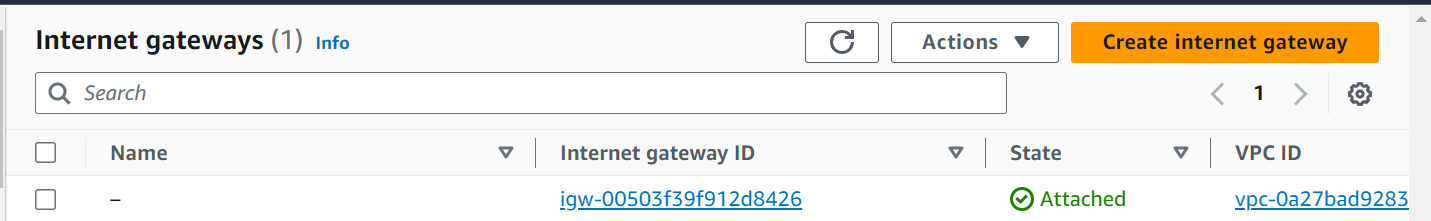 Internet gateways (1) Info Actions Create internet gateway
Search 1
Name Internet gateway ID State VPC ID
– igw-00503f39f912d8426 Attached vpc-0a27bad9283